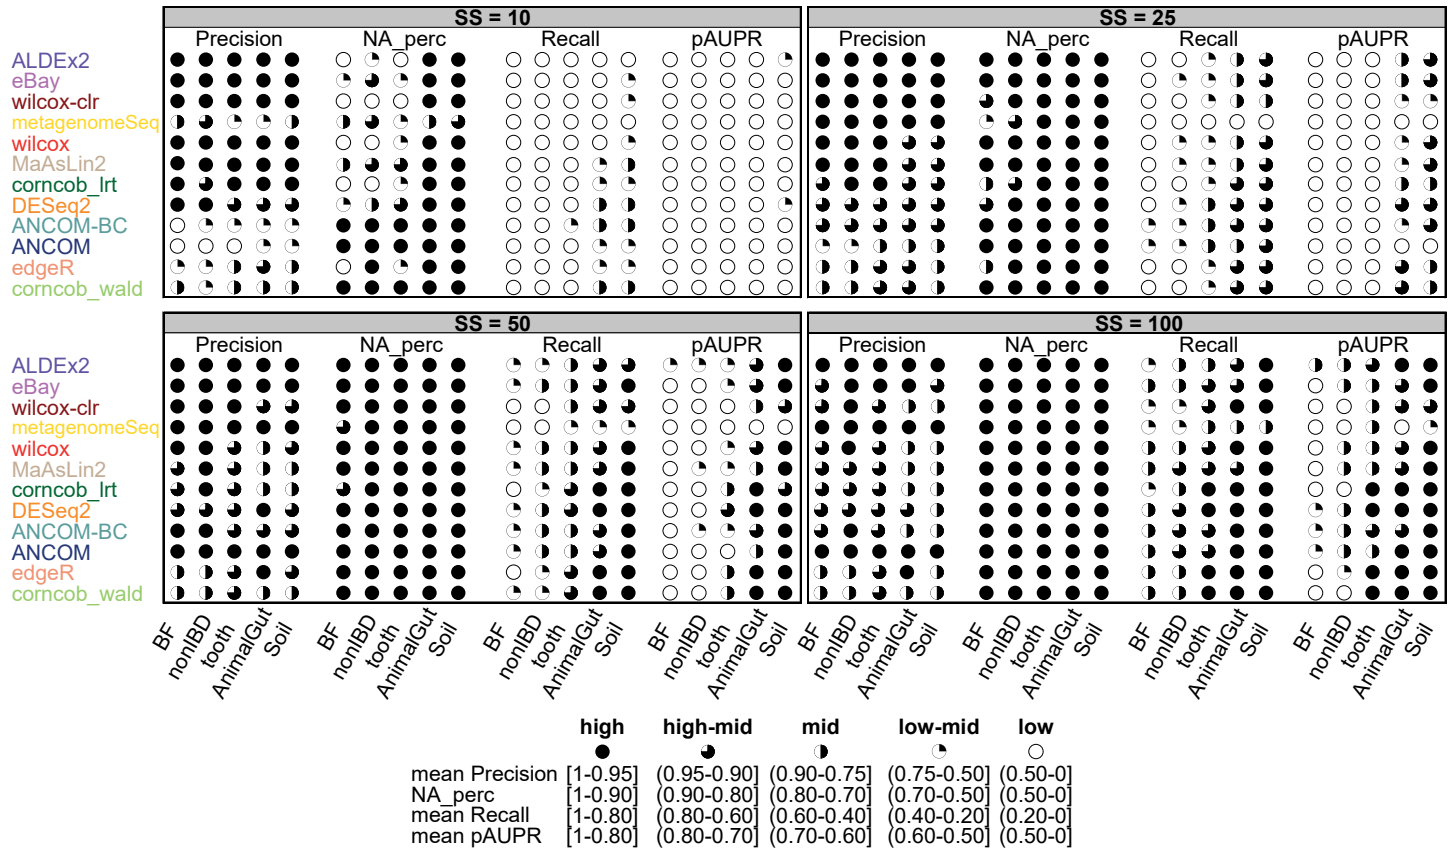 SS = 10 SS = 25
Precision NA_perc Recall pAUPR Precision NA_perc Recall pAUPR
ALDEx2
eBay
wilcox-clr
metagenomeSeq
wilcox
MaAsLin2
corncob_lrt
DESeq2
ANCOM-BC
ANCOM
edgeR
corncob_wald
SS = 50 SS = 100
Precision NA_perc Recall pAUPR Precision NA_perc Recall pAUPR
ALDEx2
eBay
wilcox-clr
metagenomeSeq
wilcox
MaAsLin2
corncob_lrt
DESeq2
ANCOM-BC
ANCOM
edgeR
corncob_wald
BF nonIBD tooth AnimalGut Soil BF nonIBD tooth AnimalGut Soil BF nonIBD tooth AnimalGut Soil BF nonIBD tooth AnimalGut Soil BF nonIBD tooth AnimalGut Soil BF nonIBD tooth AnimalGut Soil BF nonIBD tooth AnimalGut Soil BF nonIBD tooth AnimalGut Soil
high high-mid mid low-mid low
mean Precision [1-0.95] (0.95-0.90] (0.90-0.75] (0.75-0.50] (0.50-0]
NA_perc [1-0.90] (0.90-0.80] (0.80-0.70] (0.70-0.50] (0.50-0]
mean Recall [1-0.80] (0.80-0.60] (0.60-0.40] (0.40-0.20] (0.20-0]
mean pAUPR [1-0.80] (0.80-0.70] (0.70-0.60] (0.60-0.50] (0.50-0]